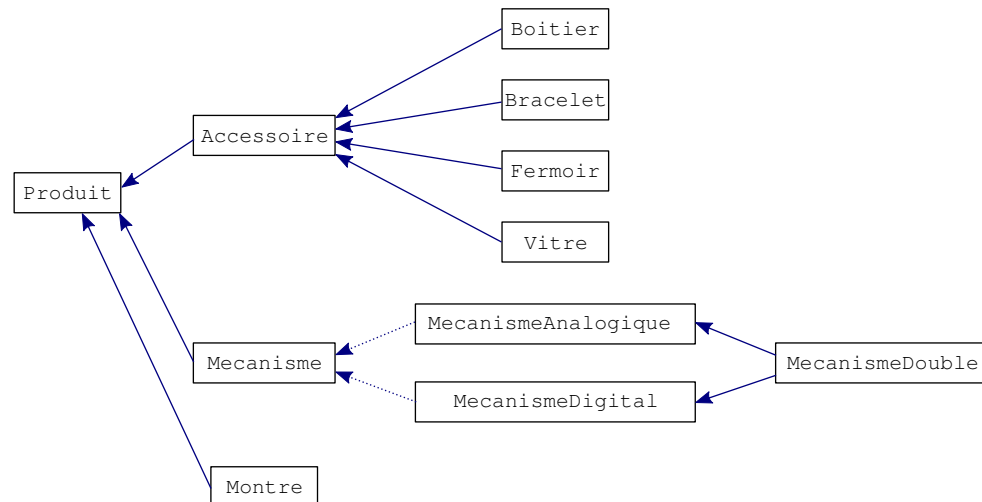 Boitier
Bracelet
Accessoire
Fermoir
Produit
Vitre
MecanismeAnalogique
Mecanisme
MecanismeDouble
MecanismeDigital
Montre